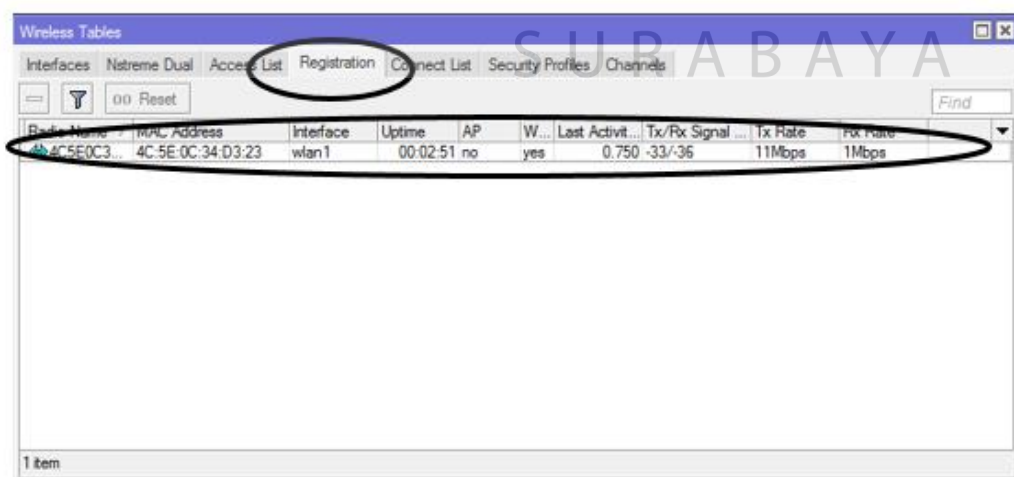 Wireless Tables
SURABAYA
Interfaces Nstreme Dual Access List Registration Connect List Security Profiles Channels
00 Reset Find
Radio Name MAC Address Interface Uptime AP W... Last Activit... Tx/Rx Signal ... Tx Rate Rx Rate
4C5E0C3... 4C:5E:0C:34:D3:23 wlan1 00:02:51 no yes 0.750 -33/-36 11Mbps 1Mbps
1 item